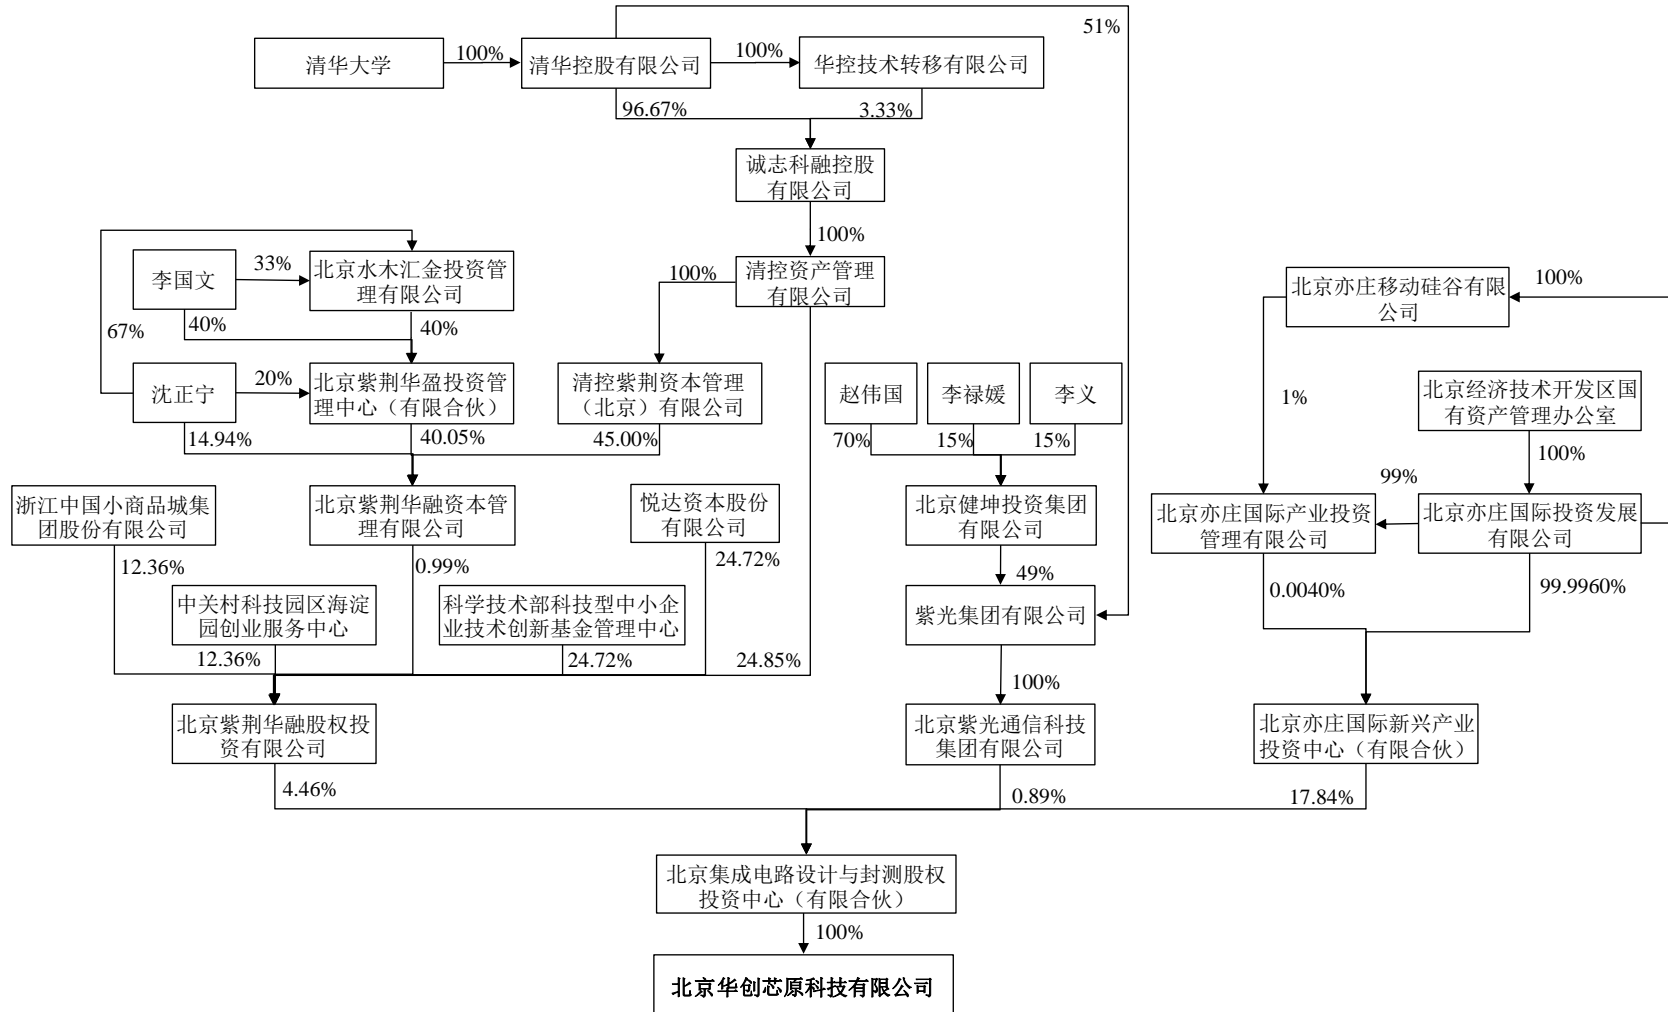 51%
清华大学
100%
清华控股有限公司
100%
华控技术转移有限公司
96.67%
3.33%
诚志科融控股
有限公司
100%
李国文
33%
北京水木汇金投资管
理有限公司
100%
清控资产管理
有限公司
北京亦庄移动硅谷有限
公司
100%
67%
40%
40%
沈正宁
20%
北京紫荆华盈投资管
理中心（有限合伙）
清控紫荆资本管理
（北京）有限公司
赵伟国
李禄媛
李义
1%
北京经济技术开发区国
有资产管理办公室
14.94%
40.05%
45.00%
70%
15%
15%
100%
99%
浙江中国小商品城集
团股份有限公司
北京紫荆华融资本管
理有限公司
悦达资本股份
有限公司
北京健坤投资集团
有限公司
北京亦庄国际产业投资
管理有限公司
北京亦庄国际投资发展
有限公司
12.36%
0.99%
24.72%
49%
0.0040%
99.9960%
中关村科技园区海淀
园创业服务中心
科学技术部科技型中小企
业技术创新基金管理中心
紫光集团有限公司
12.36%
24.72%
24.85%
100%
北京紫荆华融股权投
资有限公司
北京紫光通信科技
集团有限公司
北京亦庄国际新兴产业
投资中心（有限合伙）
4.46%
0.89%
17.84%
北京集成电路设计与封测股权
投资中心（有限合伙）
100%
北京华创芯原科技有限公司